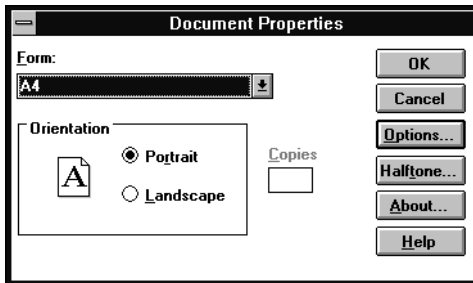 Document Properties
Form:
A4
OK
Cancel
Orientation
Options...
A
Portrait
Copies
Halftone...
Landscape
About...
Help